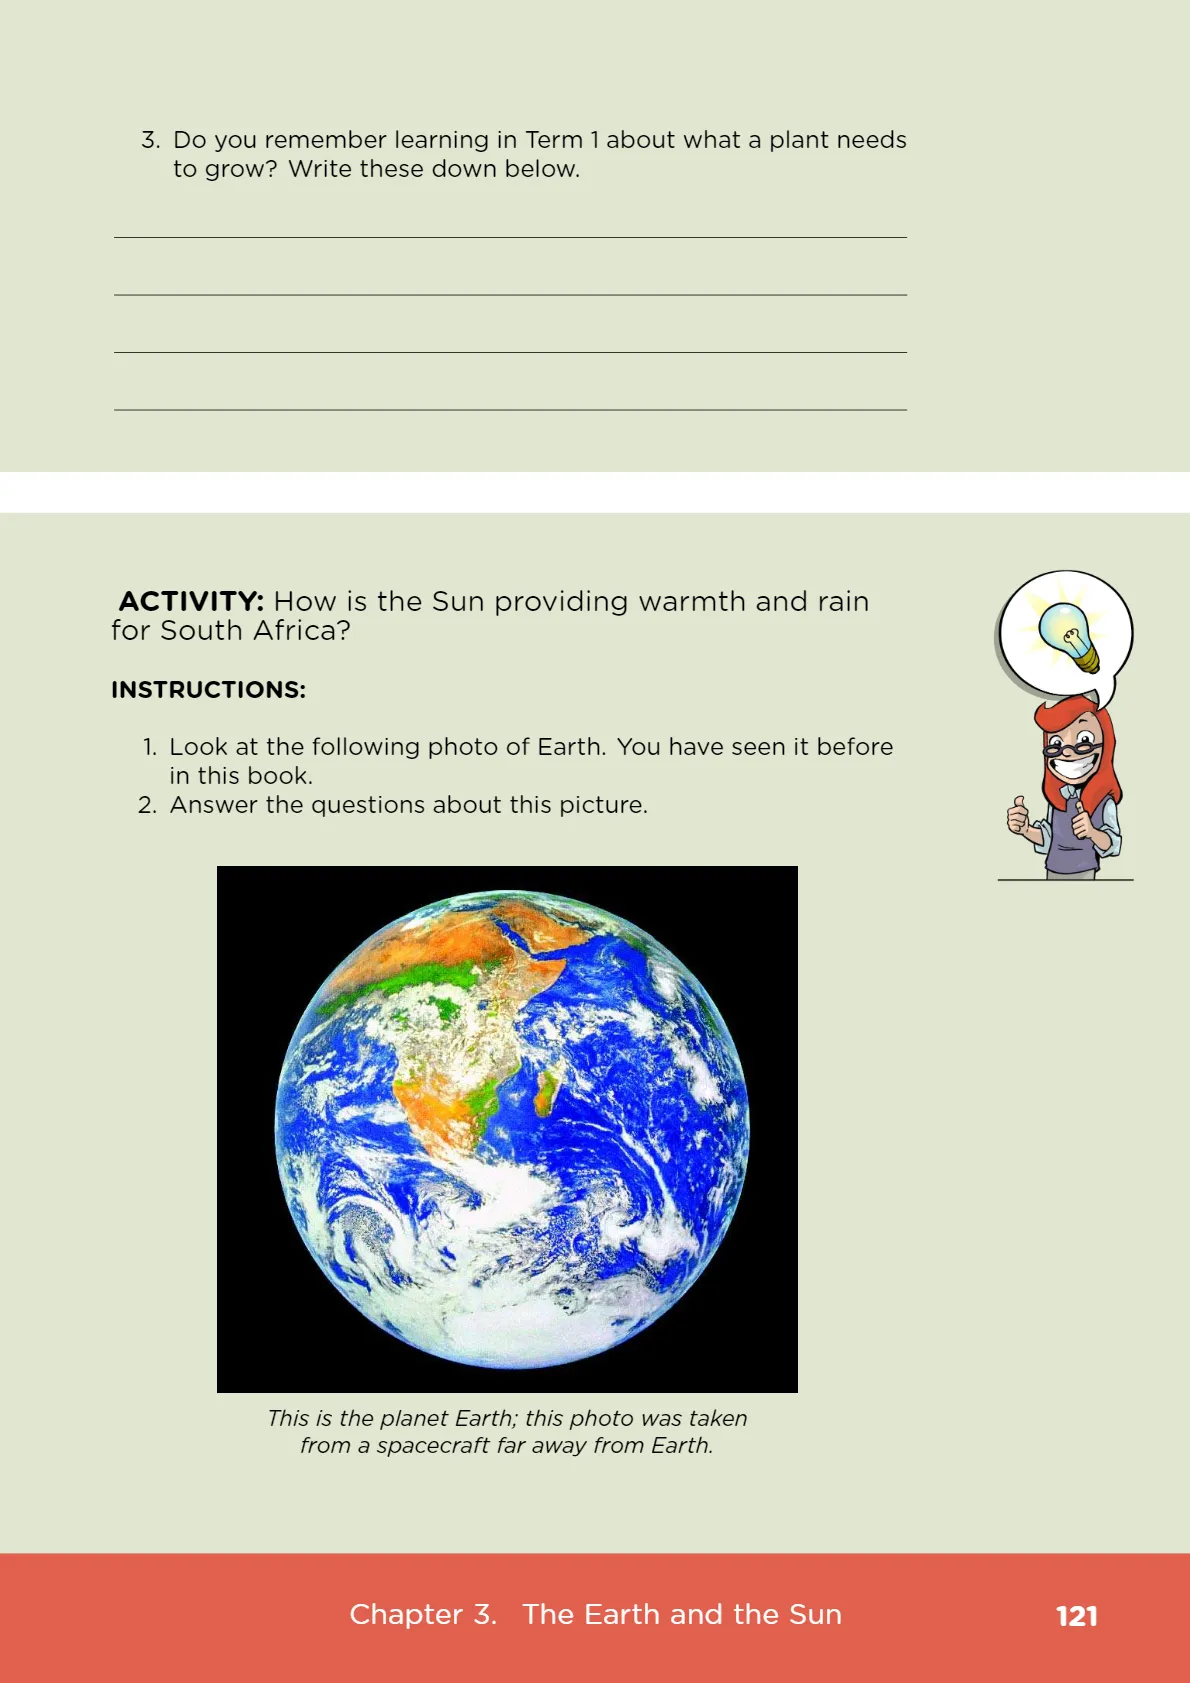 3. Do you remember learning in Term 1 about what a plant needs
to grow? Write these down below.
ACTIVITY: How is the Sun providing warmth and rain
for South Africa?
INSTRUCTIONS:
1. Look at the following photo of Earth. You have seen it before
in this book.
2. Answer the questions about this picture.
This is the planet Earth; this photo was taken
from a spacecraft far away from Earth.
Chapter 3. The Earth and the Sun
121